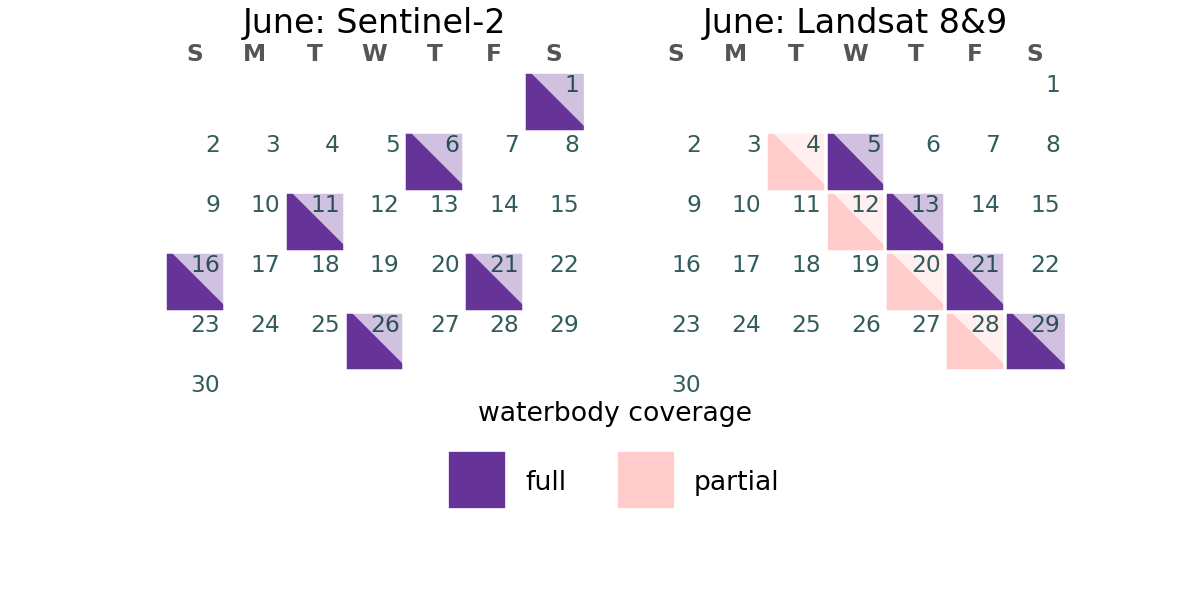 June: Sentinel-2
S M T W T F S
1
2 3 4 5 6 7 8
9 10 11 12 13 14 15
16 17 18 19 20 21 22
23 24 25 26 27 28 29
30
June: Landsat 8&9
S M T W T F S
1
2 3 4 5 6 7 8
9 10 11 12 13 14 15
16 17 18 19 20 21 22
23 24 25 26 27 28 29
30
waterbody coverage
full partial